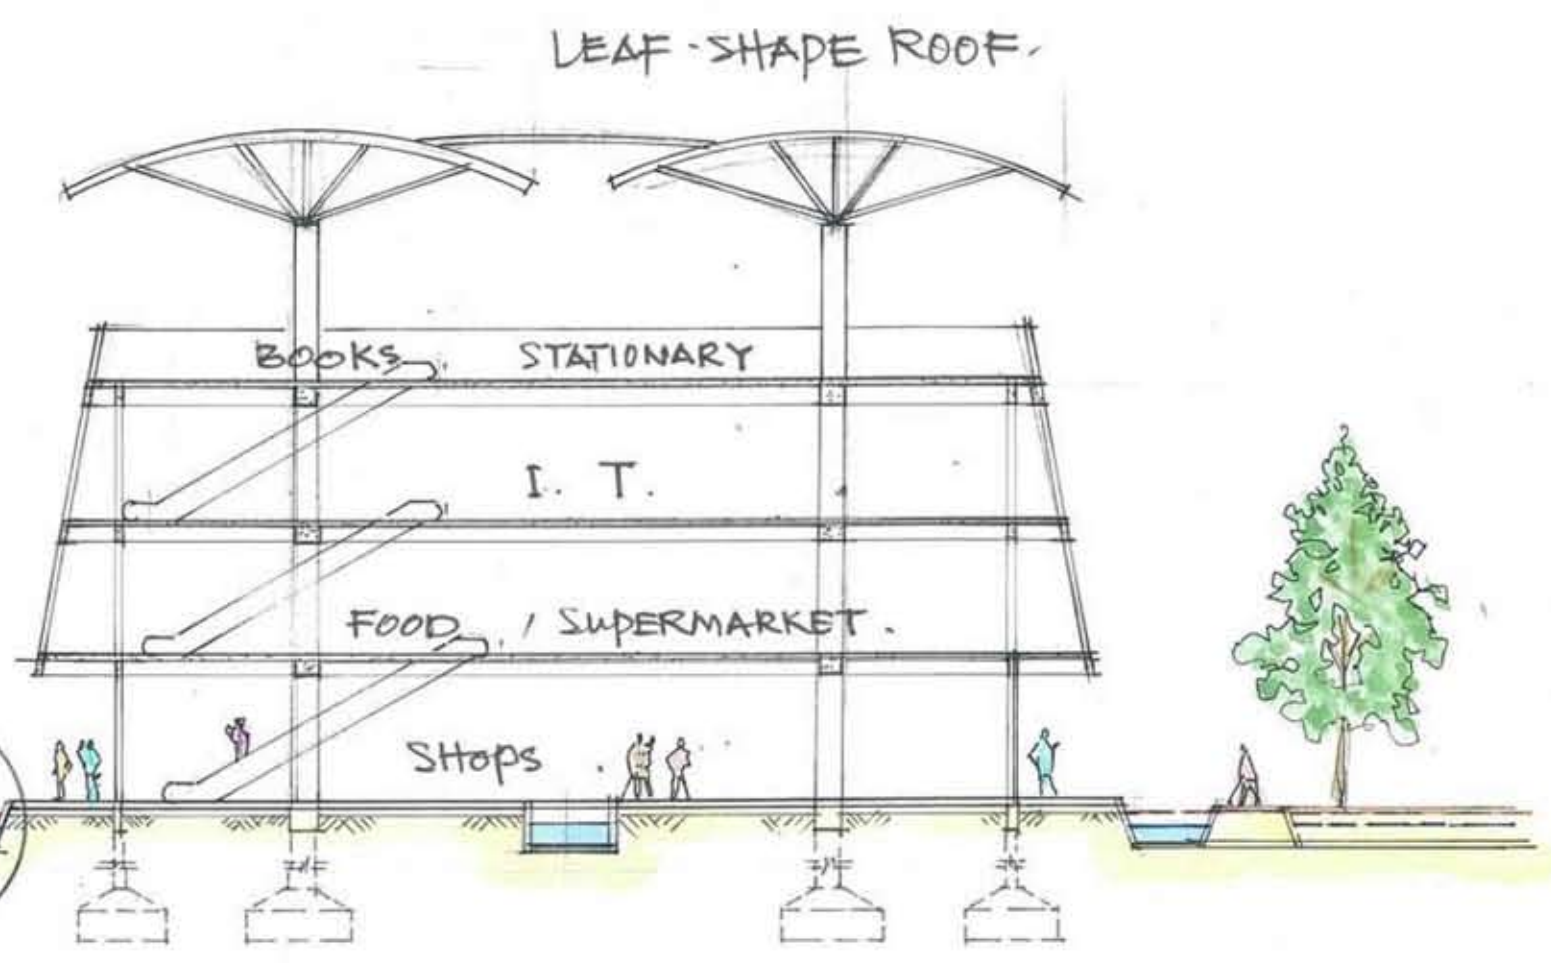 LEAF-SHAPE ROOF.
BOOKS STATIONARY
I. T.
FOOD / SUPERMARKET.
SHOPS.